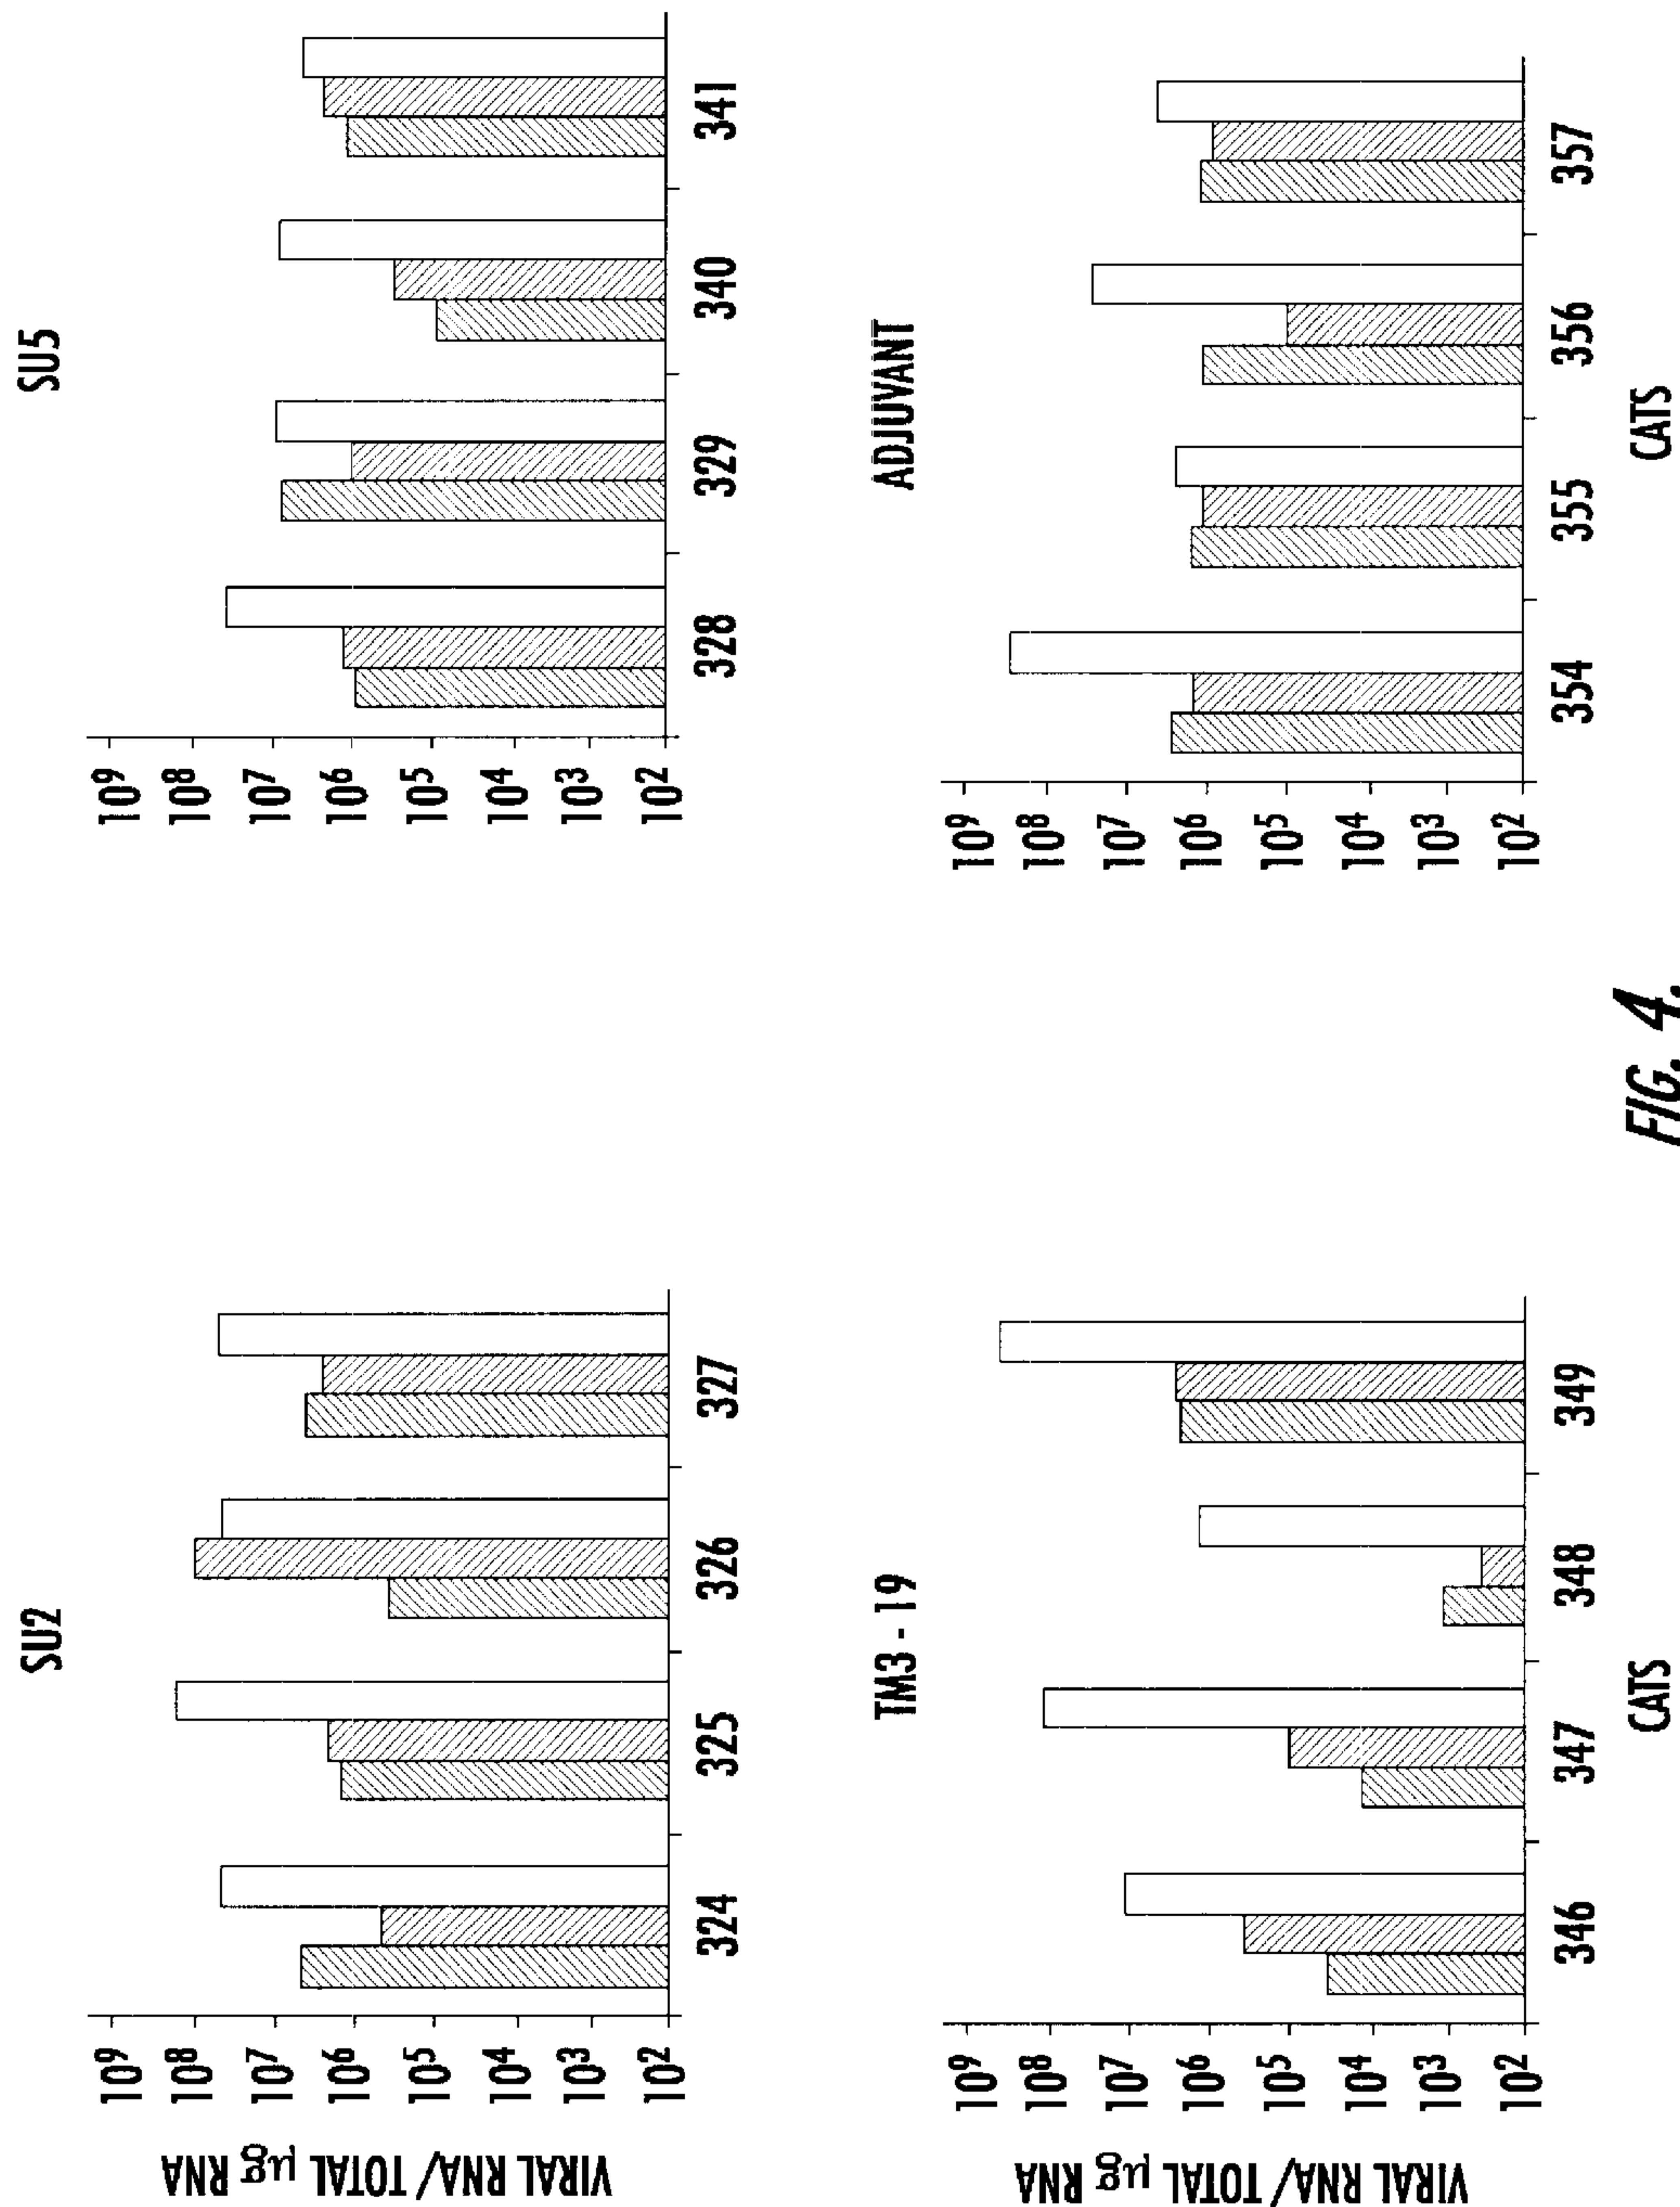 SU2
VIRAL RNA/TOTAL µg RNA
10⁹
10⁸
10⁷
10⁶
10⁵
10⁴
10³
10²
324 325 326 327
SU5
10⁹
10⁸
10⁷
10⁶
10⁵
10⁴
10³
10²
328 329 340 341
TM3 - 19
VIRAL RNA/TOTAL µg RNA
10⁹
10⁸
10⁷
10⁶
10⁵
10⁴
10³
10²
346 347 348 349
CATS
ADJUVANT
10⁹
10⁸
10⁷
10⁶
10⁵
10⁴
10³
10²
354 355 356 357
CATS
FIG. 4.